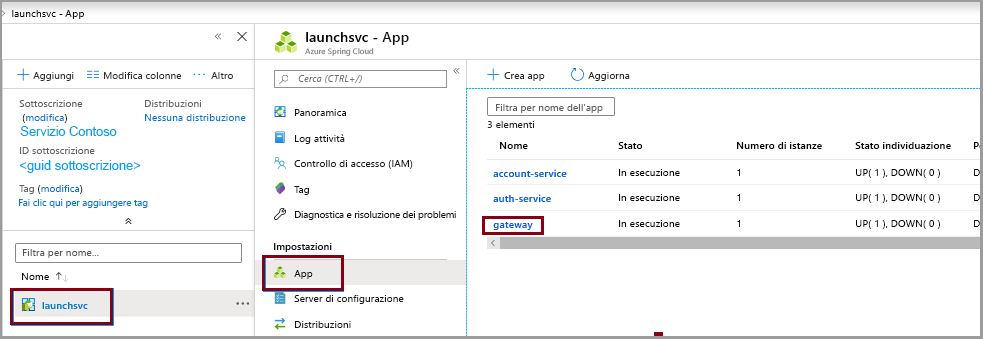 launchsvc - App
+ Aggiungi
Modifica colonne
··· Altro
Sottoscrizione
(modifica)
Servizio Contoso
Distribuzioni
Nessuna distribuzione
ID sottoscrizione
<guid sottoscrizione>
Tag (modifica)
Fai clic qui per aggiungere tag
Filtra per nome...
Nome ↑↓
launchsvc
launchsvc - App
Azure Spring Cloud
Cerca (CTRL+/)
Panoramica
Log attività
Controllo di accesso (IAM)
Tag
Diagnostica e risoluzione dei problemi
Impostazioni
App
Server di configurazione
Distribuzioni
+ Crea app
Aggiorna
Filtra per nome dell'app
3 elementi
Nome Stato Numero di istanze Stato individuazione
account-service In esecuzione 1 UP( 1 ), DOWN( 0 )
auth-service In esecuzione 1 UP( 1 ), DOWN( 0 )
gateway In esecuzione 1 UP( 1 ), DOWN( 0 )